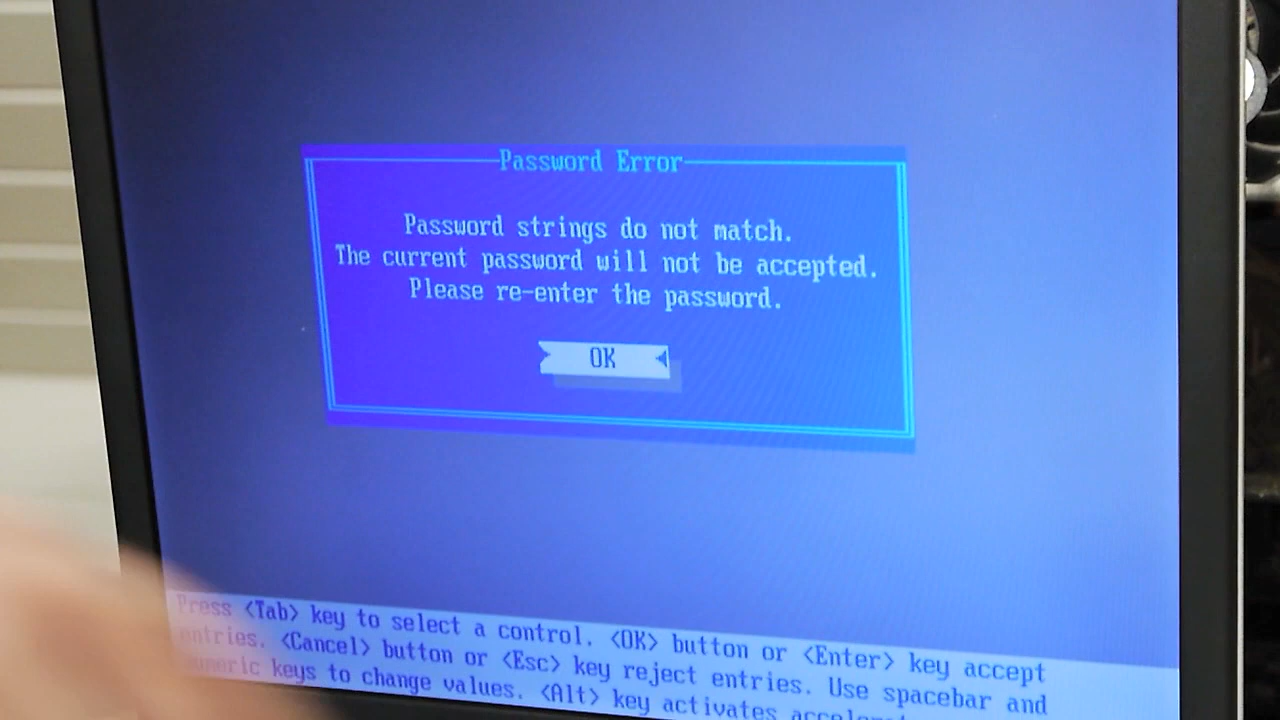 Password Error
Password strings do not match.
The current password will not be accepted.
Please re-enter the password.
OK
Press <Tab> key to select a control. <OK> button or <Enter> key accept
entries. <Cancel> button or <Esc> key reject entries. Use spacebar and
keys to change values. <Alt> key activates